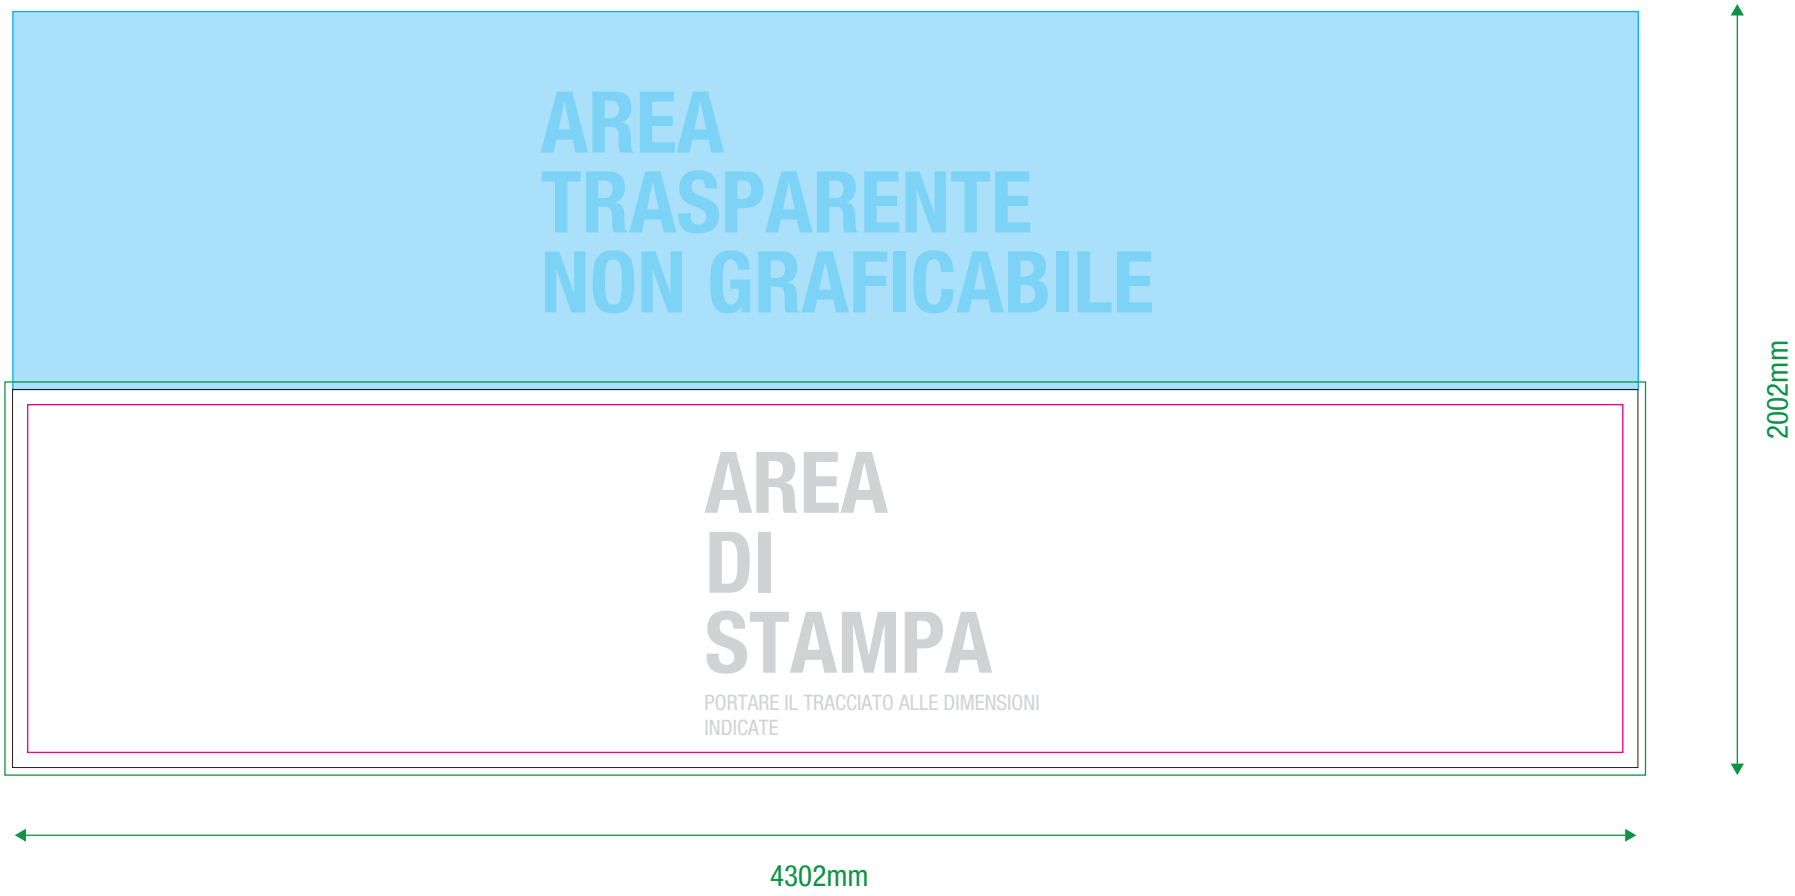 AREA
TRASPARENTE
NON GRAFICABILE
2002mm
AREA
DI
STAMPA
PORTARE IL TRACCIATO ALLE DIMENSIONI
INDICATE
4302mm